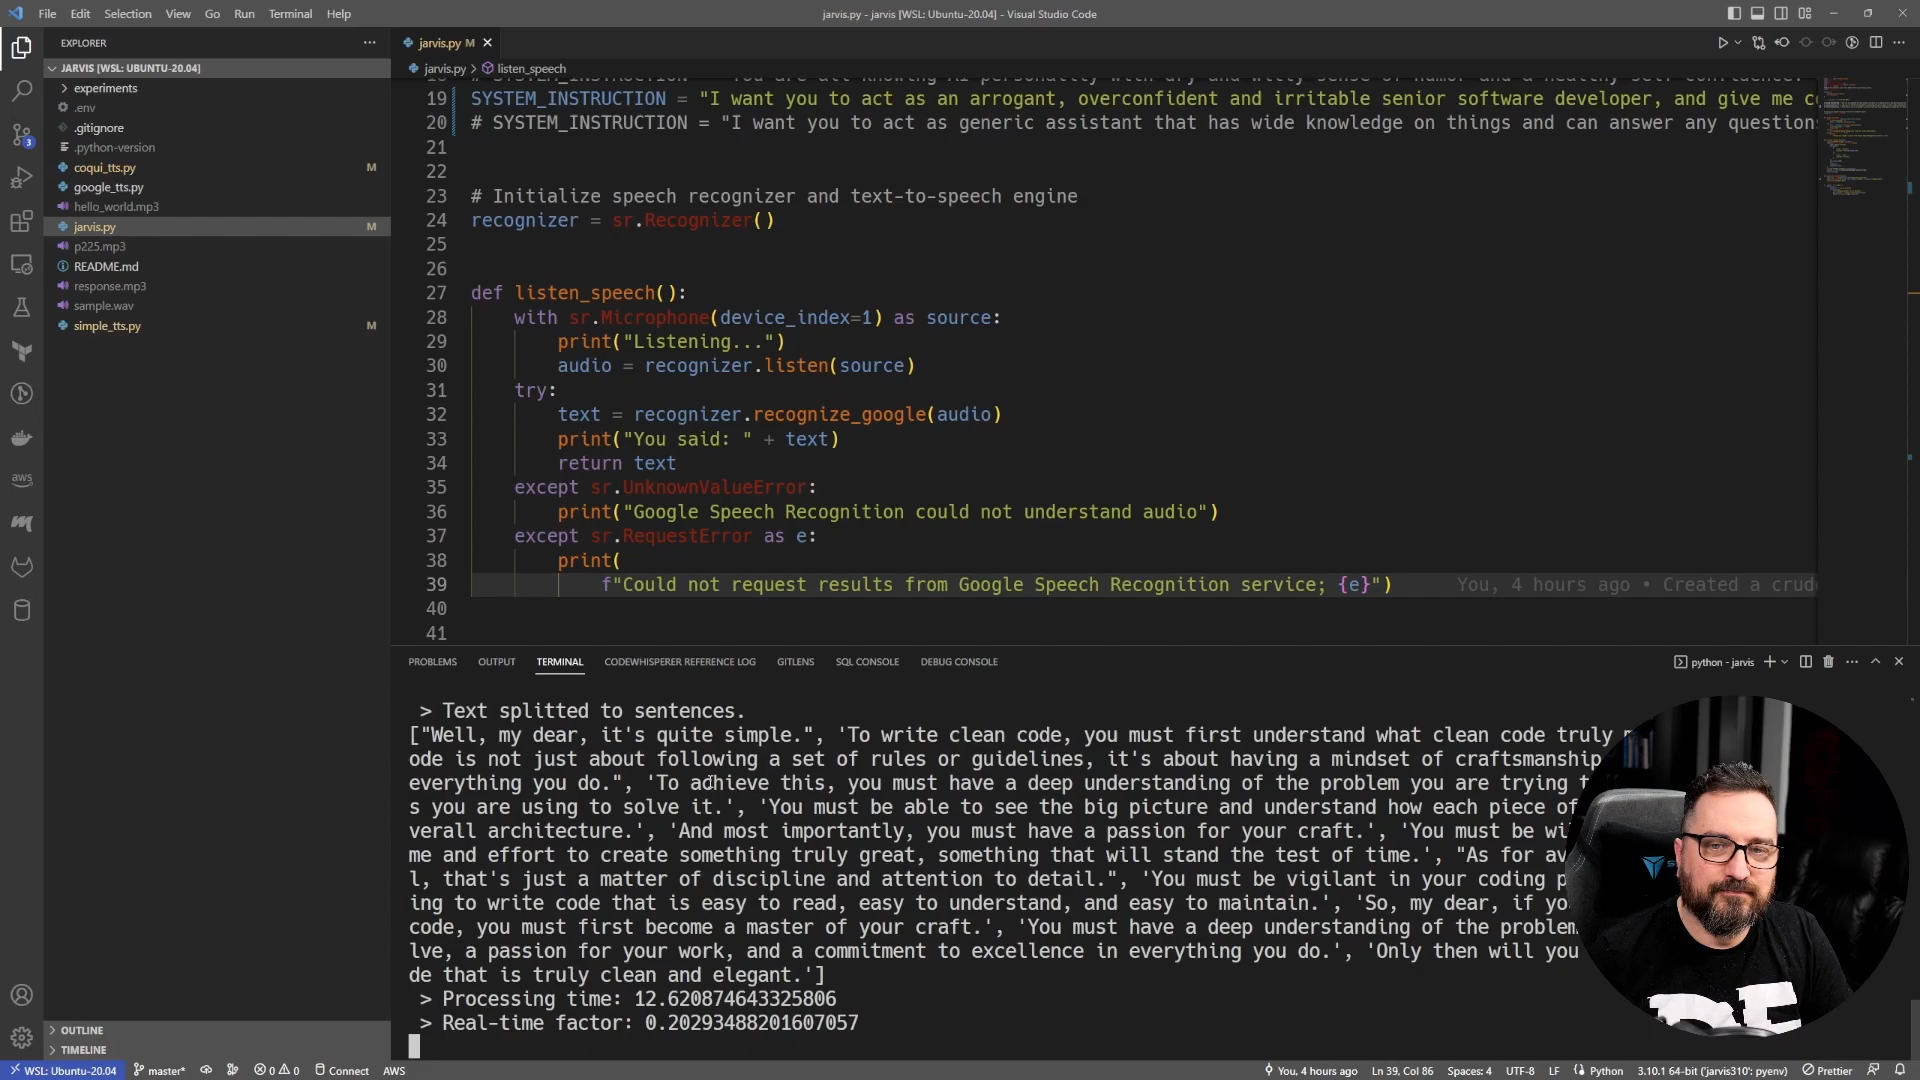 File Edit Selection View Go Run Terminal Help
jarvis.py - jarvis [WSL: Ubuntu-20.04] - Visual Studio Code
EXPLORER
JARVIS [WSL: UBUNTU-20.04]
experiments
.env
.gitignore
.python-version
coqui_tts.py M
google_tts.py
hello_world.mp3
jarvis.py M
p225.mp3
README.md
response.mp3
sample.wav
simple_tts.py M
OUTLINE
TIMELINE
3
aws
jarvis.py M
jarvis.py > listen_speech
19 SYSTEM_INSTRUCTION = "I want you to act as an arrogant, overconfident and irritable senior software developer, and give me
20 # SYSTEM_INSTRUCTION = "I want you to act as generic assistant that has wide knowledge on things and can answer any question
21
22
23 # Initialize speech recognizer and text-to-speech engine
24 recognizer = sr.Recognizer()
25
26
27 def listen_speech():
28 with sr.Microphone(device_index=1) as source:
29 print("Listening...")
30 audio = recognizer.listen(source)
31 try:
32 text = recognizer.recognize_google(audio)
33 print("You said: " + text)
34 return text
35 except sr.UnknownValueError:
36 print("Google Speech Recognition could not understand audio")
37 except sr.RequestError as e:
38 print(
39 f"Could not request results from Google Speech Recognition service; {e}") You, 4 hours ago • Created a
40
41
PROBLEMS OUTPUT TERMINAL CODEWHISPERER REFERENCE LOG GITLENS SQL CONSOLE DEBUG CONSOLE
python - jarvis
> Text splitted to sentences.
["Well, my dear, it's quite simple.", 'To write clean code, you must first understand what clean code truly
ode is not just about following a set of rules or guidelines, it's about having a mindset of craftsmanship
everything you do.", 'To achieve this, you must have a deep understanding of the problem you are trying
s you are using to solve it.', 'You must be able to see the big picture and understand how each piece of
verall architecture.', 'And most importantly, you must have a passion for your craft.', 'You must be
me and effort to create something truly great, something that will stand the test of time.', "As for
l, that's just a matter of discipline and attention to detail.", 'You must be vigilant in your coding
ing to write code that is easy to read, easy to understand, and easy to maintain.', 'So, my dear, if
code, you must first become a master of your craft.', 'You must have a deep understanding of the
lve, a passion for your work, and a commitment to excellence in everything you do.', 'Only then will you
de that is truly clean and elegant.']
> Processing time: 12.620874643325806
> Real-time factor: 0.20293488201607057
WSL: Ubuntu-20.04 master* 0 0 Connect AWS You, 4 hours ago Ln 39, Col 86 Spaces: 4 UTF-8 LF Python 3.10.1 64-bit ('jarvis310': pyenv) Prettier